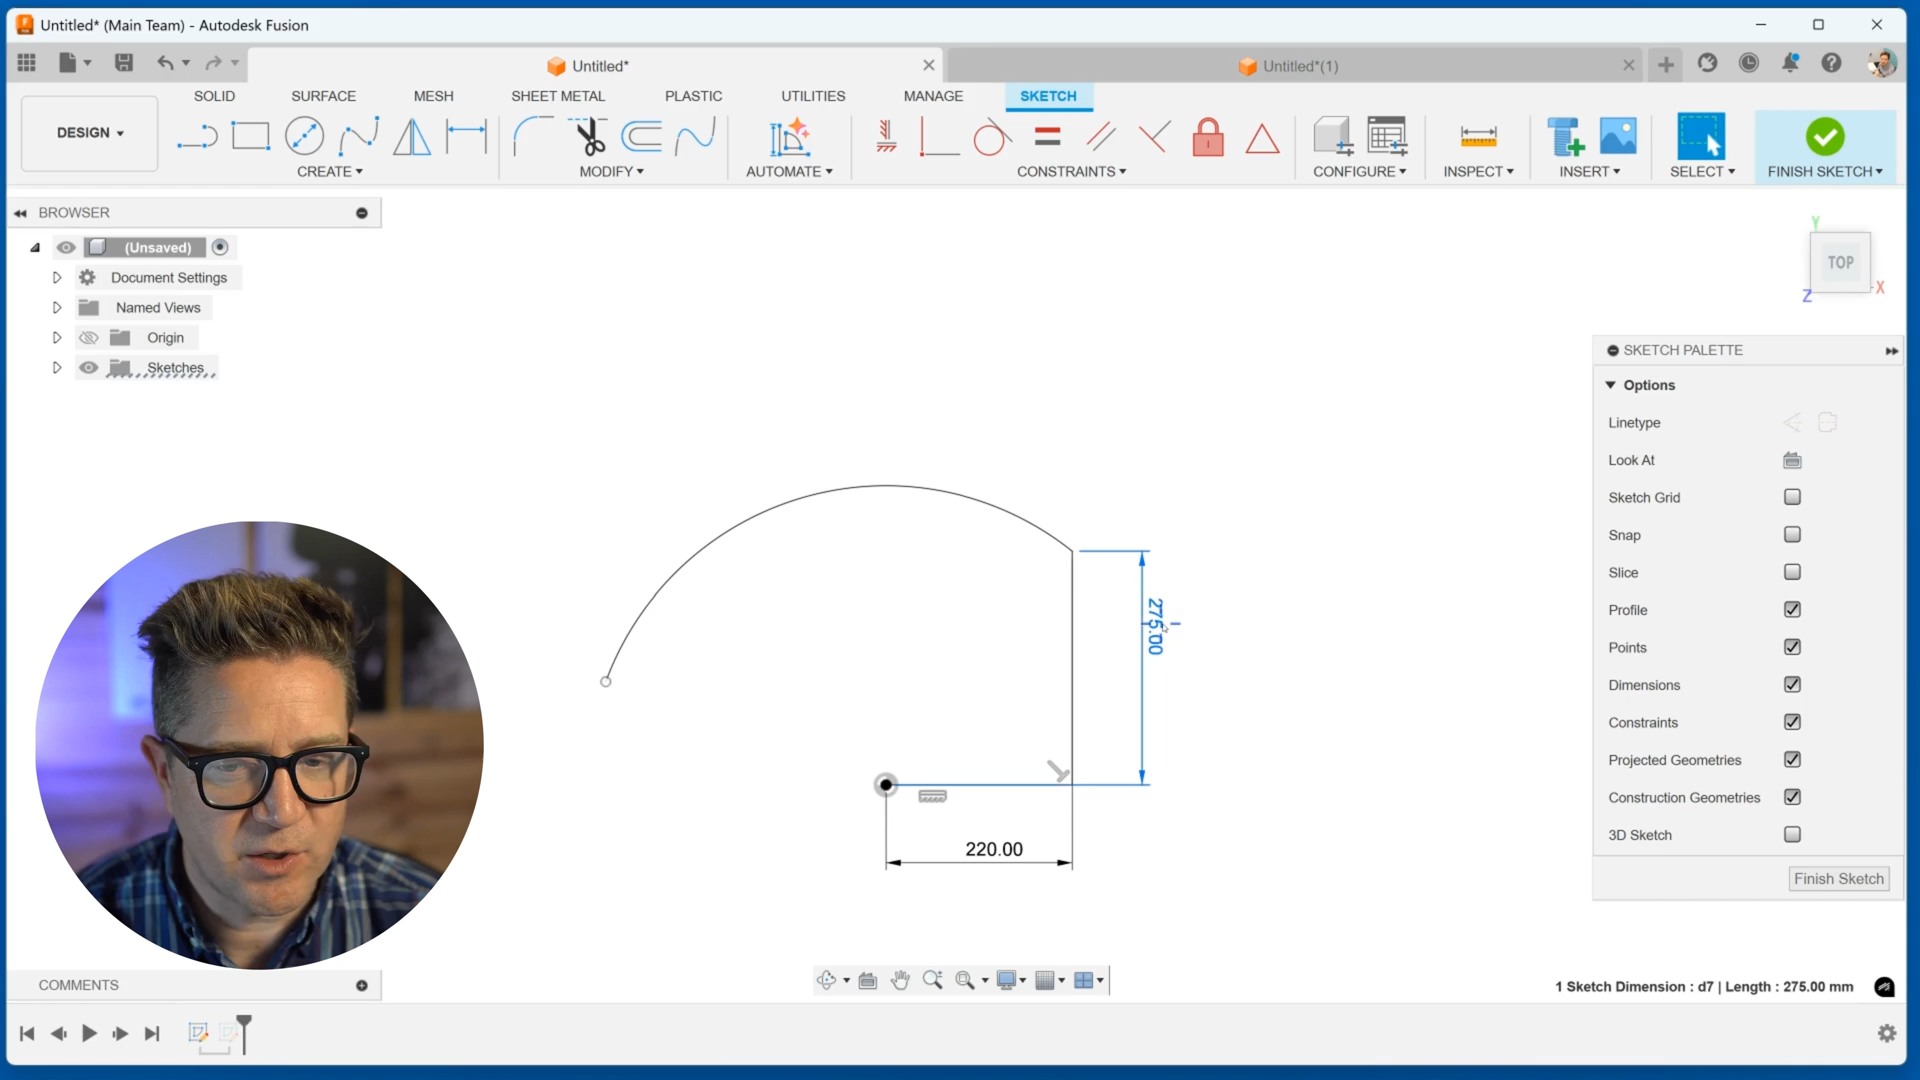 Untitled* (Main Team) - Autodesk Fusion
Untitled*
Untitled*(1)
SOLID
SURFACE
MESH
SHEET METAL
PLASTIC
UTILITIES
MANAGE
SKETCH
DESIGN
CREATE
MODIFY
AUTOMATE
CONSTRAINTS
CONFIGURE
INSPECT
INSERT
SELECT
FINISH SKETCH
BROWSER
(Unsaved)
Document Settings
Named Views
Origin
Sketches
Y
TOP
Z
X
SKETCH PALETTE
Options
Linetype
Look At
Sketch Grid
Snap
Slice
Profile
Points
Dimensions
Constraints
Projected Geometries
Construction Geometries
3D Sketch
Finish Sketch
275.00
220.00
COMMENTS
1 Sketch Dimension : d7 | Length : 275.00 mm